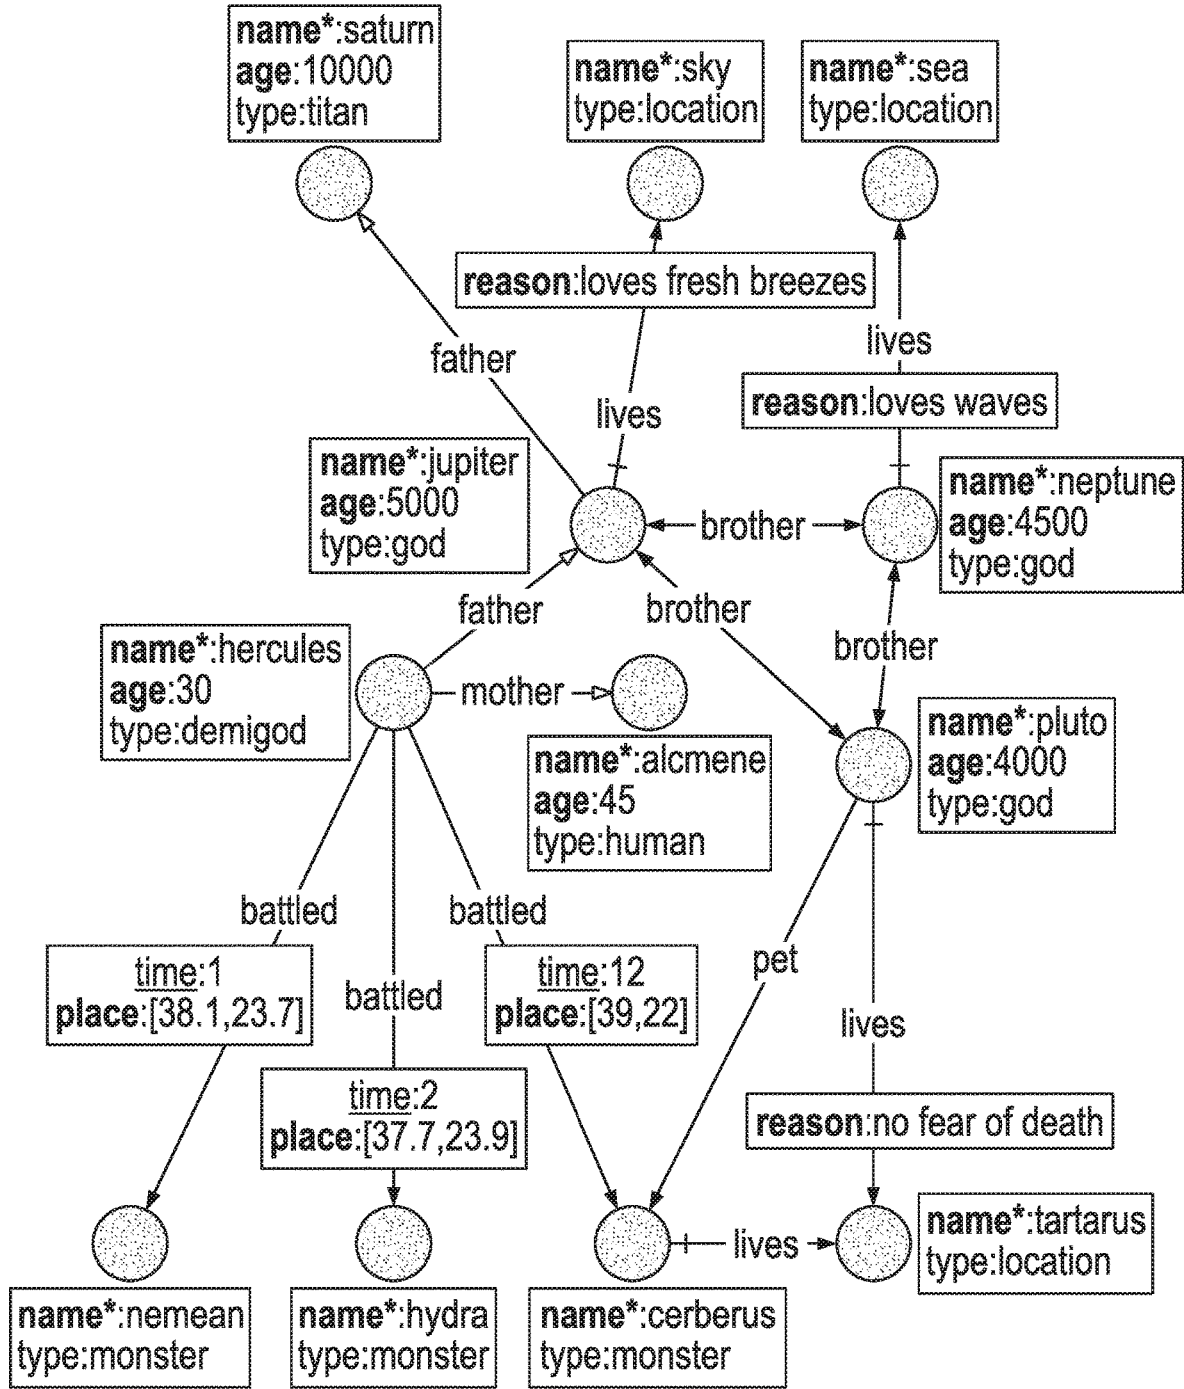 name*:saturn
age:10000
type:titan
name*:sky
type:location
name*:sea
type:location
reason:loves fresh breezes
father
lives
lives
reason:loves waves
name*:jupiter
age:5000
type:god
brother
name*:neptune
age:4500
type:god
father
brother
brother
name*:hercules
age:30
type:demigod
mother
name*:alcmene
age:45
type:human
name*:pluto
age:4000
type:god
battled
battled
battled
pet
lives
time:1
place:[38.1,23.7]
time:12
place:[39,22]
time:2
place:[37.7,23.9]
reason:no fear of death
lives
name*:tartarus
type:location
name*:nemean
type:monster
name*:hydra
type:monster
name*:cerberus
type:monster